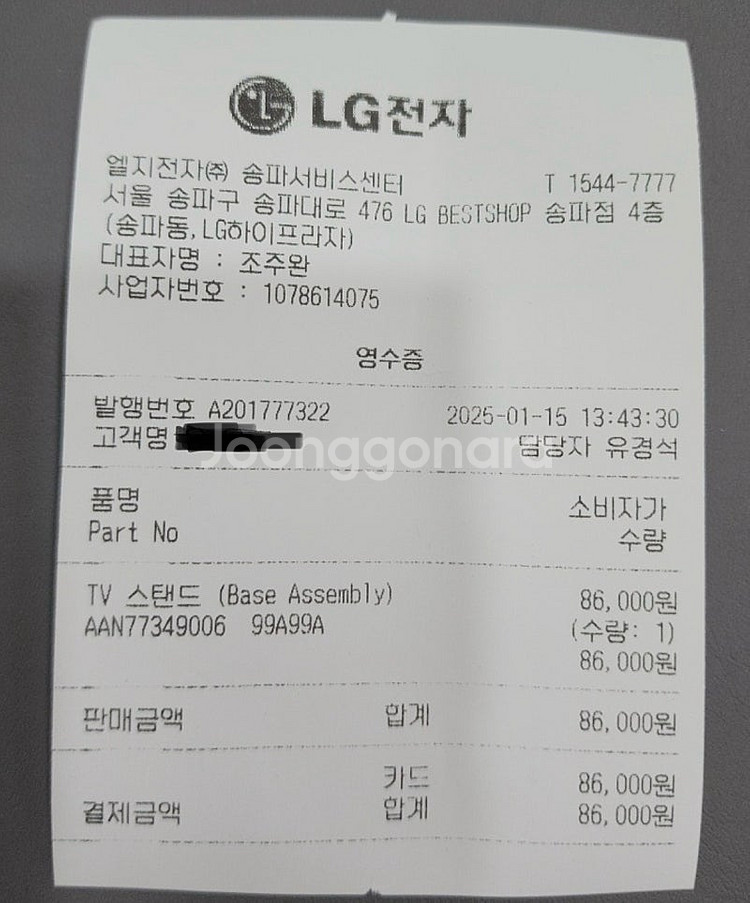 LG전자
엘지전자㈜ 송파서비스센터 T 1544-7777
서울 송파구 송파대로 476 LG BESTSHOP 송파점 4층
(송파동,LG하이프라자)
대표자명 : 조주완
사업자번호 : 1078614075
영수증
발행번호 A201777322 2025-01-15 13:43:30
고객명 담당자 유경석
Joonggonara
품명 소비자가
Part No 수량
TV 스탠드 (Base Assembly) 86,000원
AAN77349006 99A99A (수량: 1)
86,000원
판매금액 합계 86,000원
카드 86,000원
결제금액 합계 86,000원